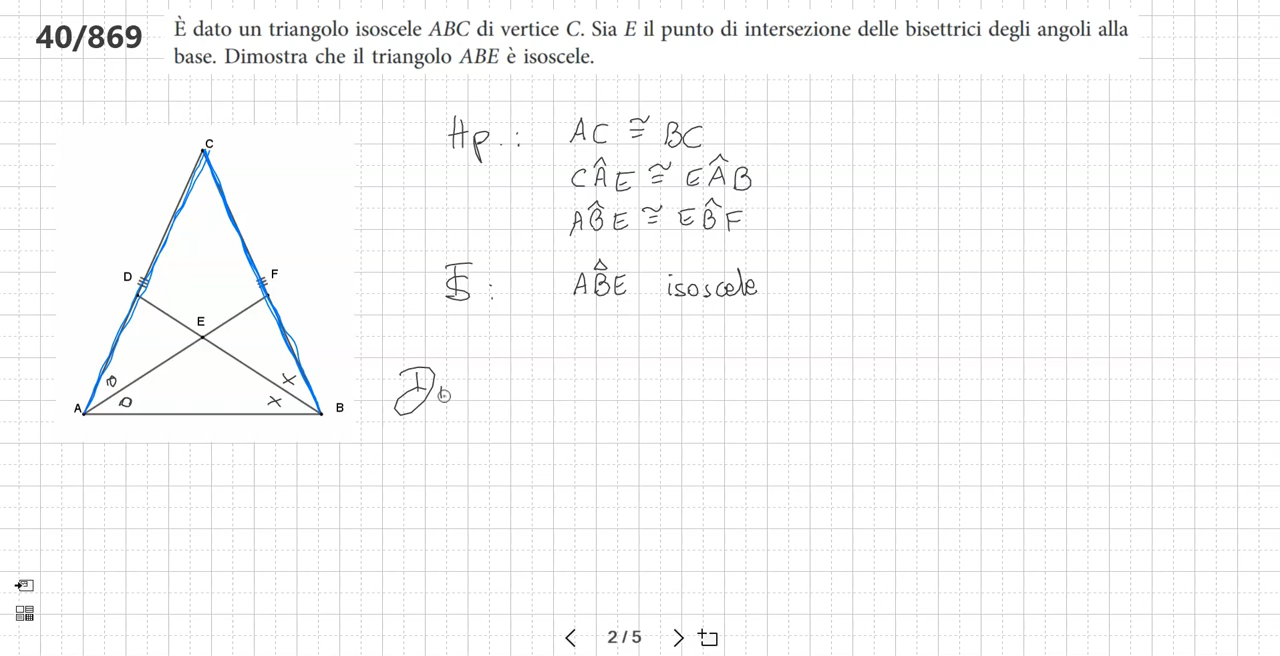 40/869
È dato un triangolo isoscele ABC di vertice C. Sia E il punto di intersezione delle bisettrici degli angoli alla
base. Dimostra che il triangolo ABE è isoscele.
Hp.: AC ≅ BC
CÂE ≅ EÂB
AB̂E ≅ EB̂F
C
D
F
E
A
B
TS: AB̂E isoscele
D
2/5